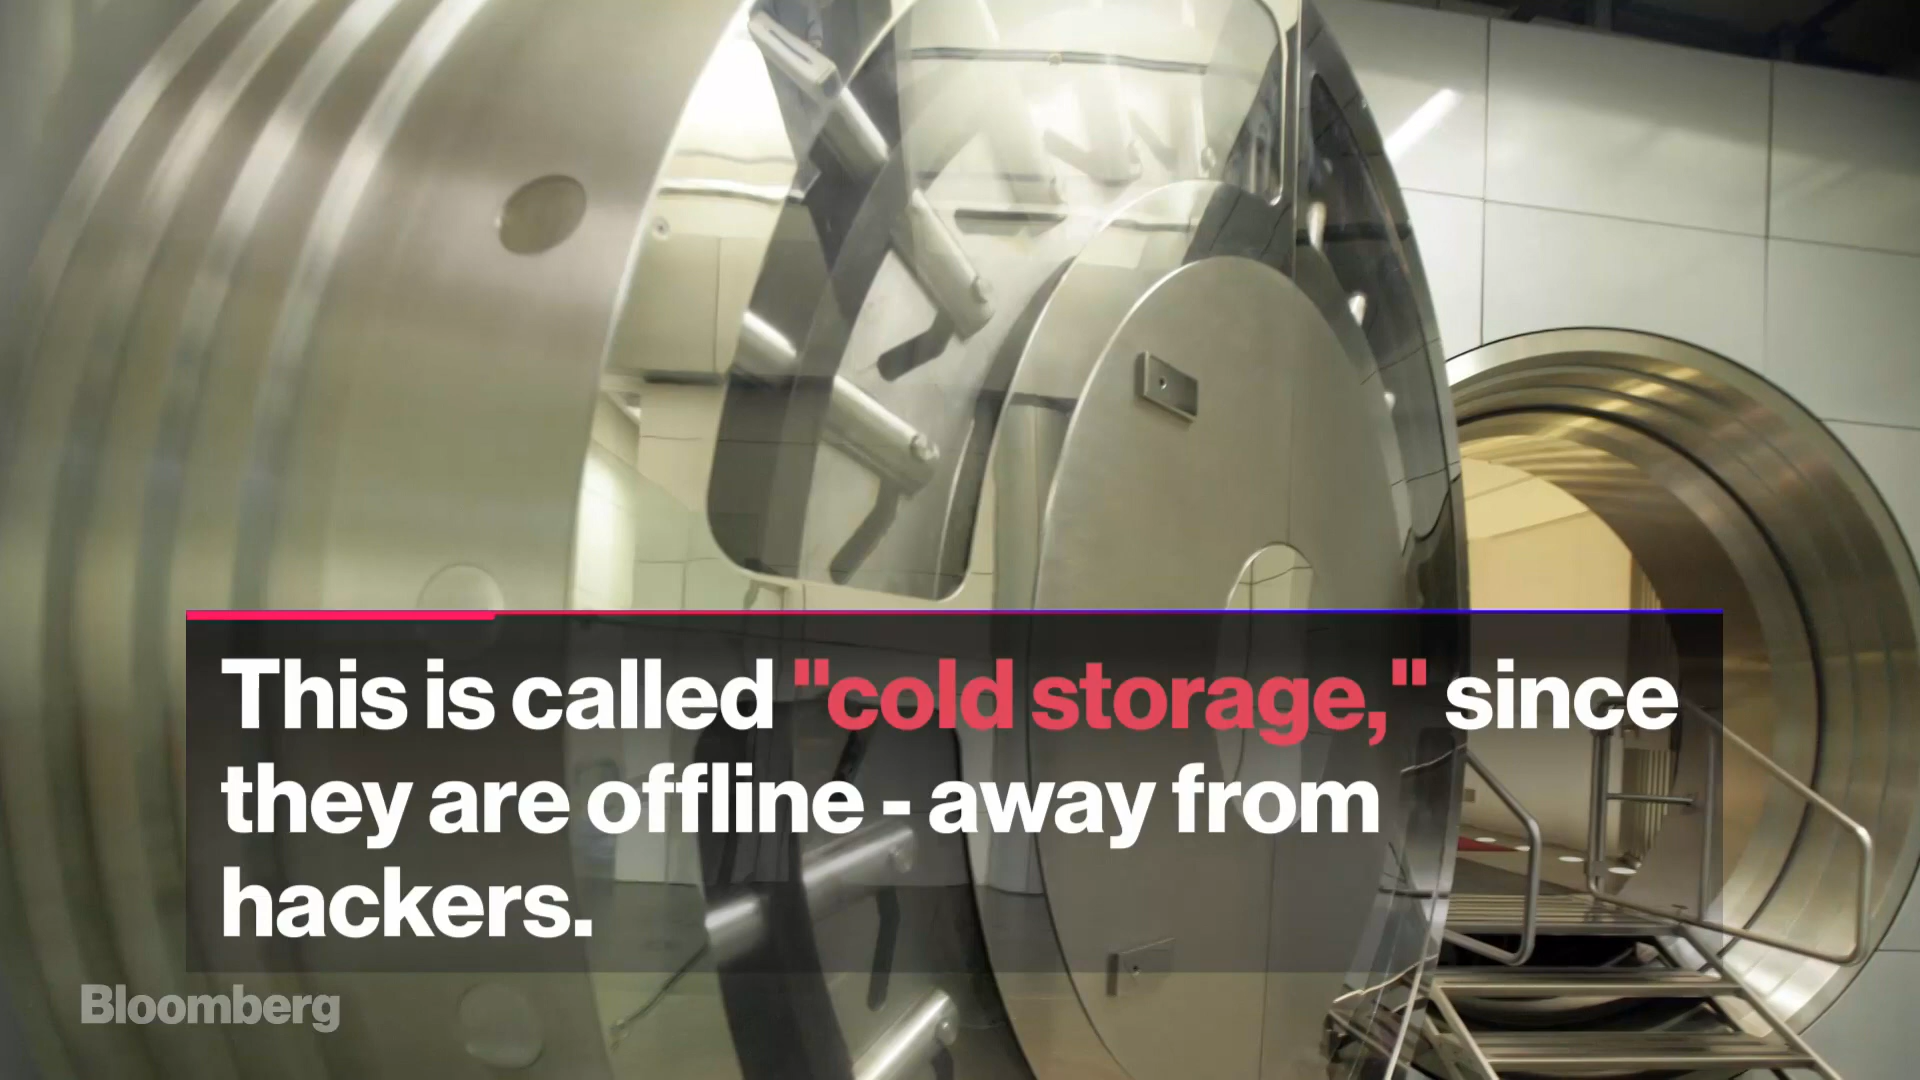 This is called "cold storage," since
they are offline - away from
hackers.
Bloomberg